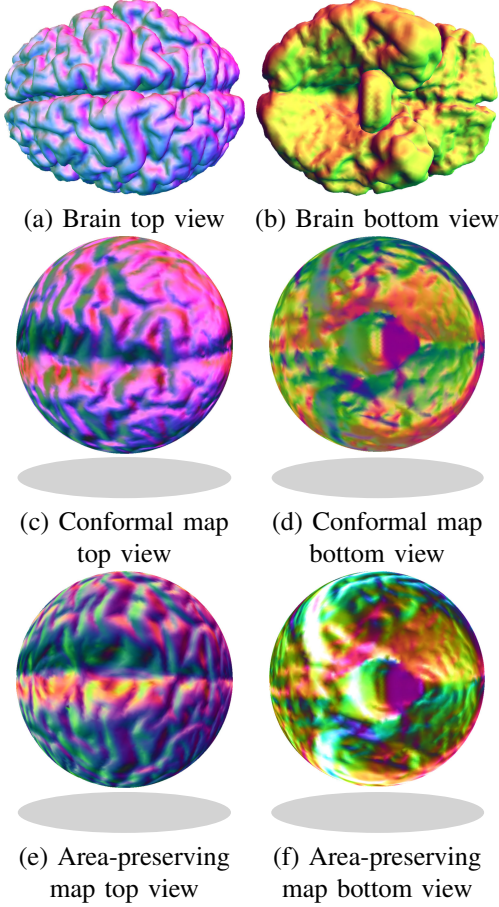 (a) Brain top view
(b) Brain bottom view
(c) Conformal map
top view
(d) Conformal map
bottom view
(e) Area-preserving
map top view
(f) Area-preserving
map bottom view